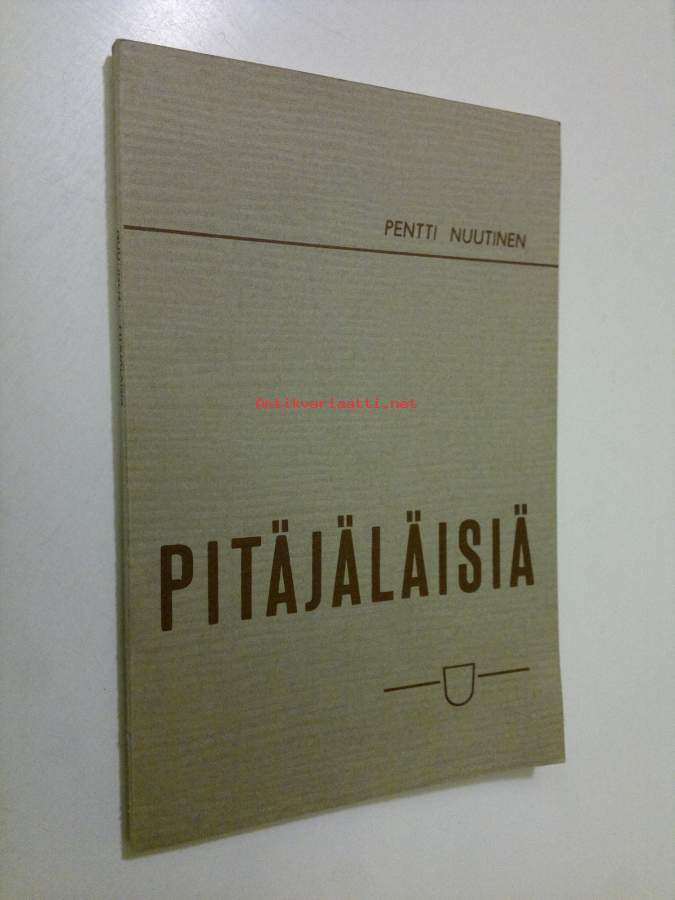 PENTTI NUUTINEN
Antikvariaatti.net
PITÄJÄLÄISIÄ